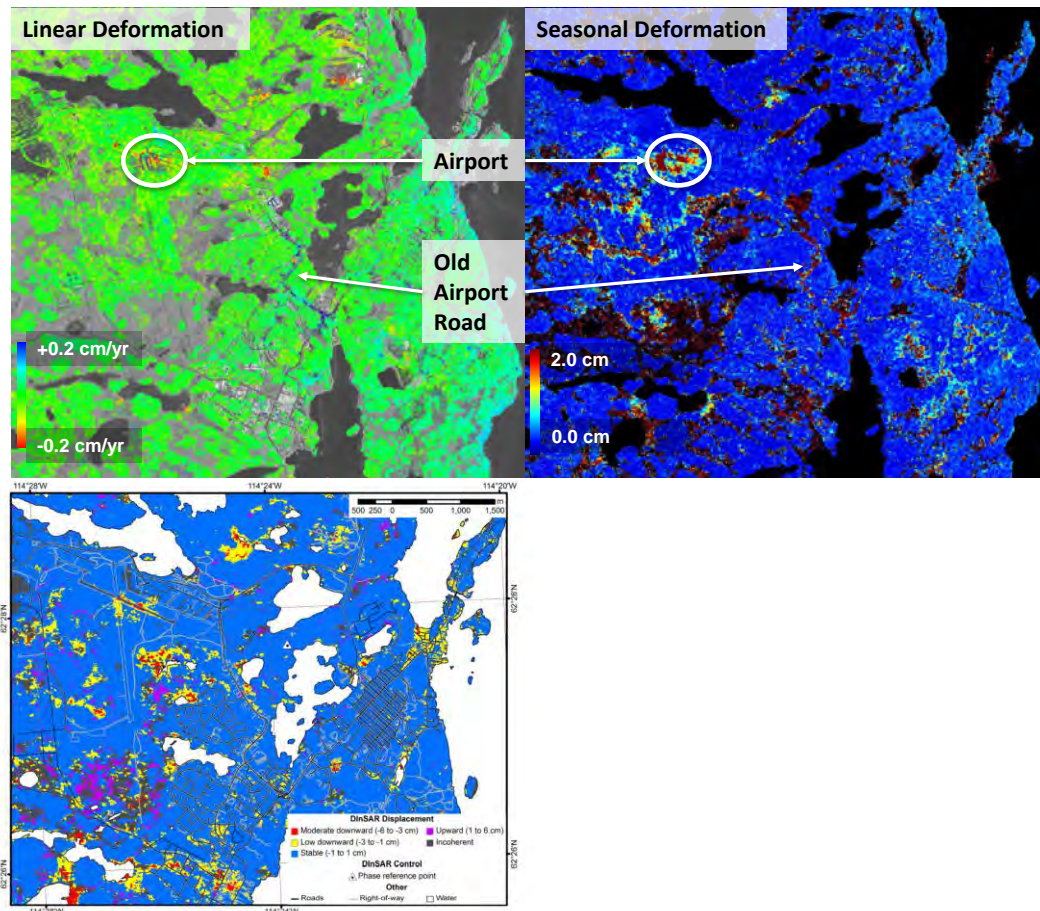 Linear Deformation
Seasonal Deformation
Airport
Old
Airport
Road
+0.2 cm/yr
-0.2 cm/yr
2.0 cm
0.0 cm
114°28'W
114°24'W
114°20'W
500 250 0 500 1,000 1,500
m
62°28'N
62°28'N
DInSAR Displacement
Moderate downward (-6 to -3 cm)
Upward (1 to 6 cm)
Low downward (-3 to -1 cm)
Incoherent
Stable (-1 to 1 cm)
DInSAR Control
Phase reference point
Other
Roads
Right-of-way
Water
62°26'N
62°26'N